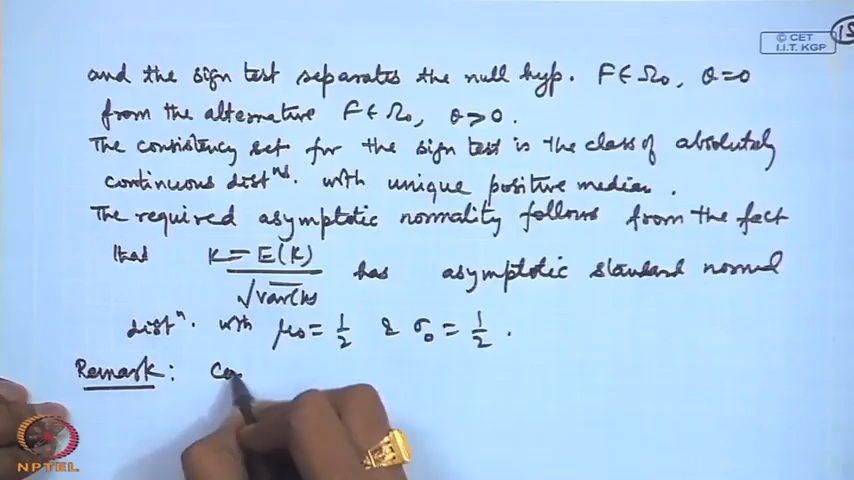 © CET
I.I.T. KGP
15
and the sign test separates the null hyp. F ∈ Ω₀, θ = 0
from the alternative F ∈ Ω₀, θ > 0.
The consistency set for the sign test is the class of absolutely
continuous distⁿˢ. with unique positive median.
The required asymptotic normality follows from the fact
that K - E(K) / √Var(K) has asymptotic standard normal
distⁿ. with μ₀ = 1/2 & σ₀ = 1/2.
Remark: Con
NPTEL